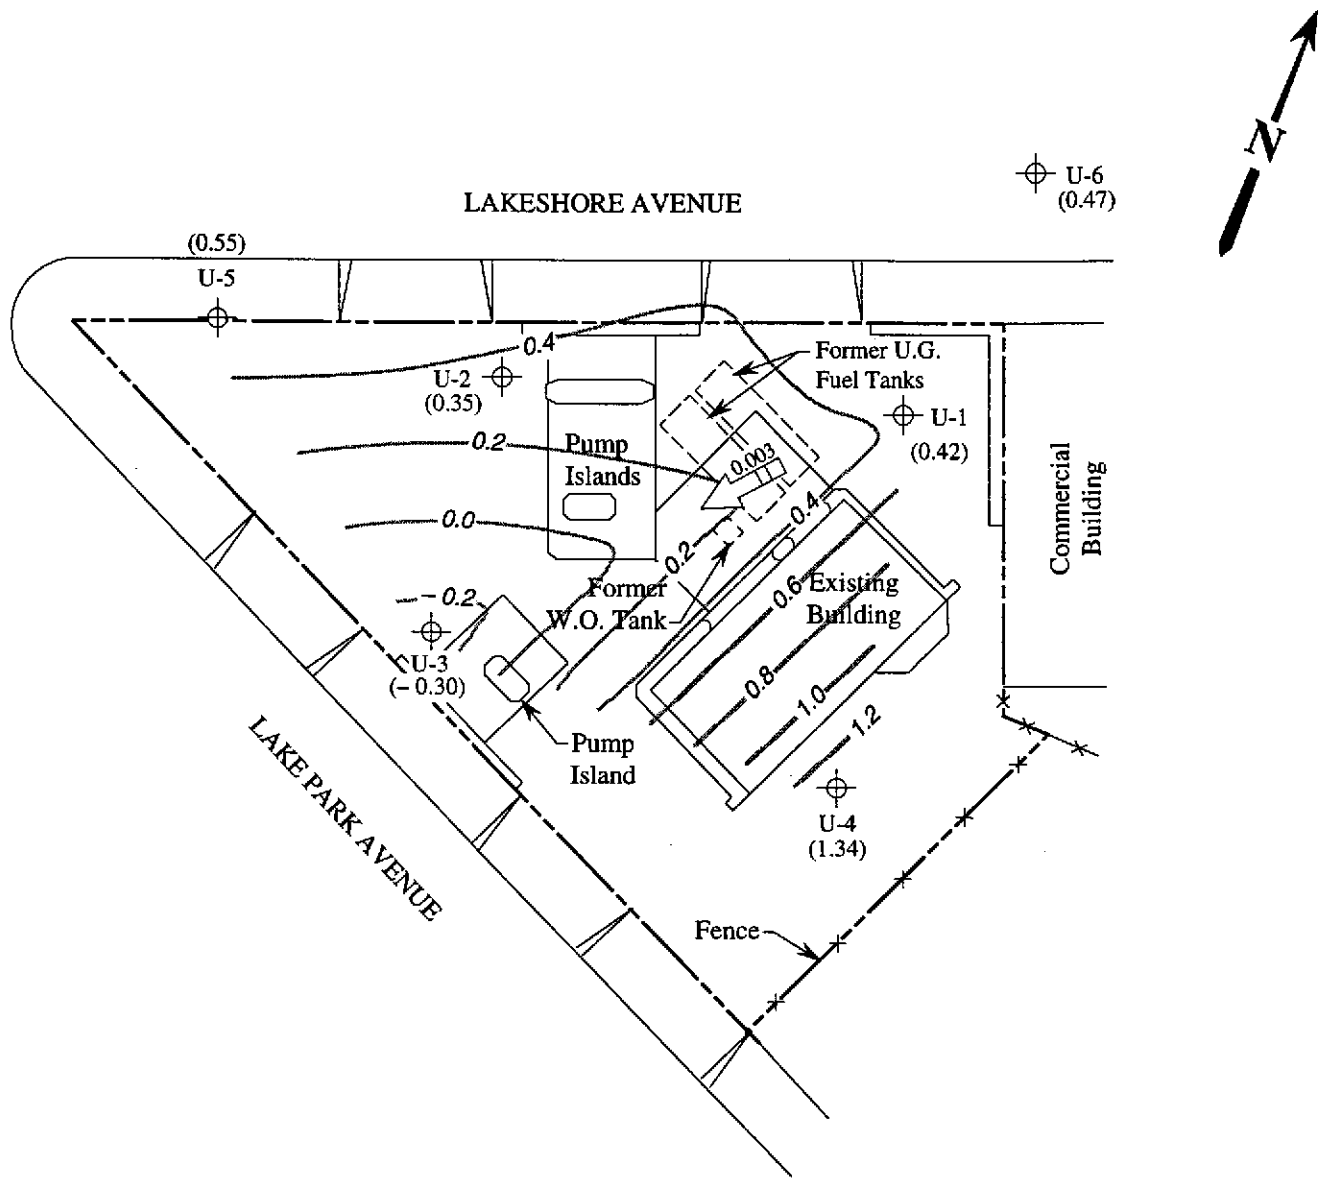 N
U-6
(0.47)
LAKESHORE AVENUE
(0.55)
U-5
0.4
Former U.G.
Fuel Tanks
U-2
(0.35)
U-1
(0.42)
0.2
Pump
Islands
0.003
Commercial
Building
0.0
0.4
0.2
Former
W.O. Tank
0.6
Existing
Building
- 0.2
U-3
(- 0.30)
0.8
1.0
1.2
Pump
Island
U-4
(1.34)
LAKE PARK AVENUE
Fence